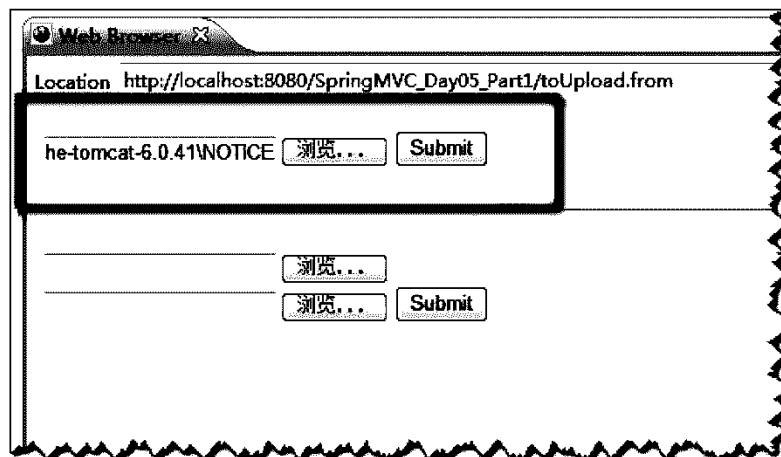 Web Browser
Location http://localhost:8080/SpringMVC_Day05_Part1/toUpload.from
he-tomcat-6.0.41\NOTICE 浏览... Submit
浏览...
浏览... Submit